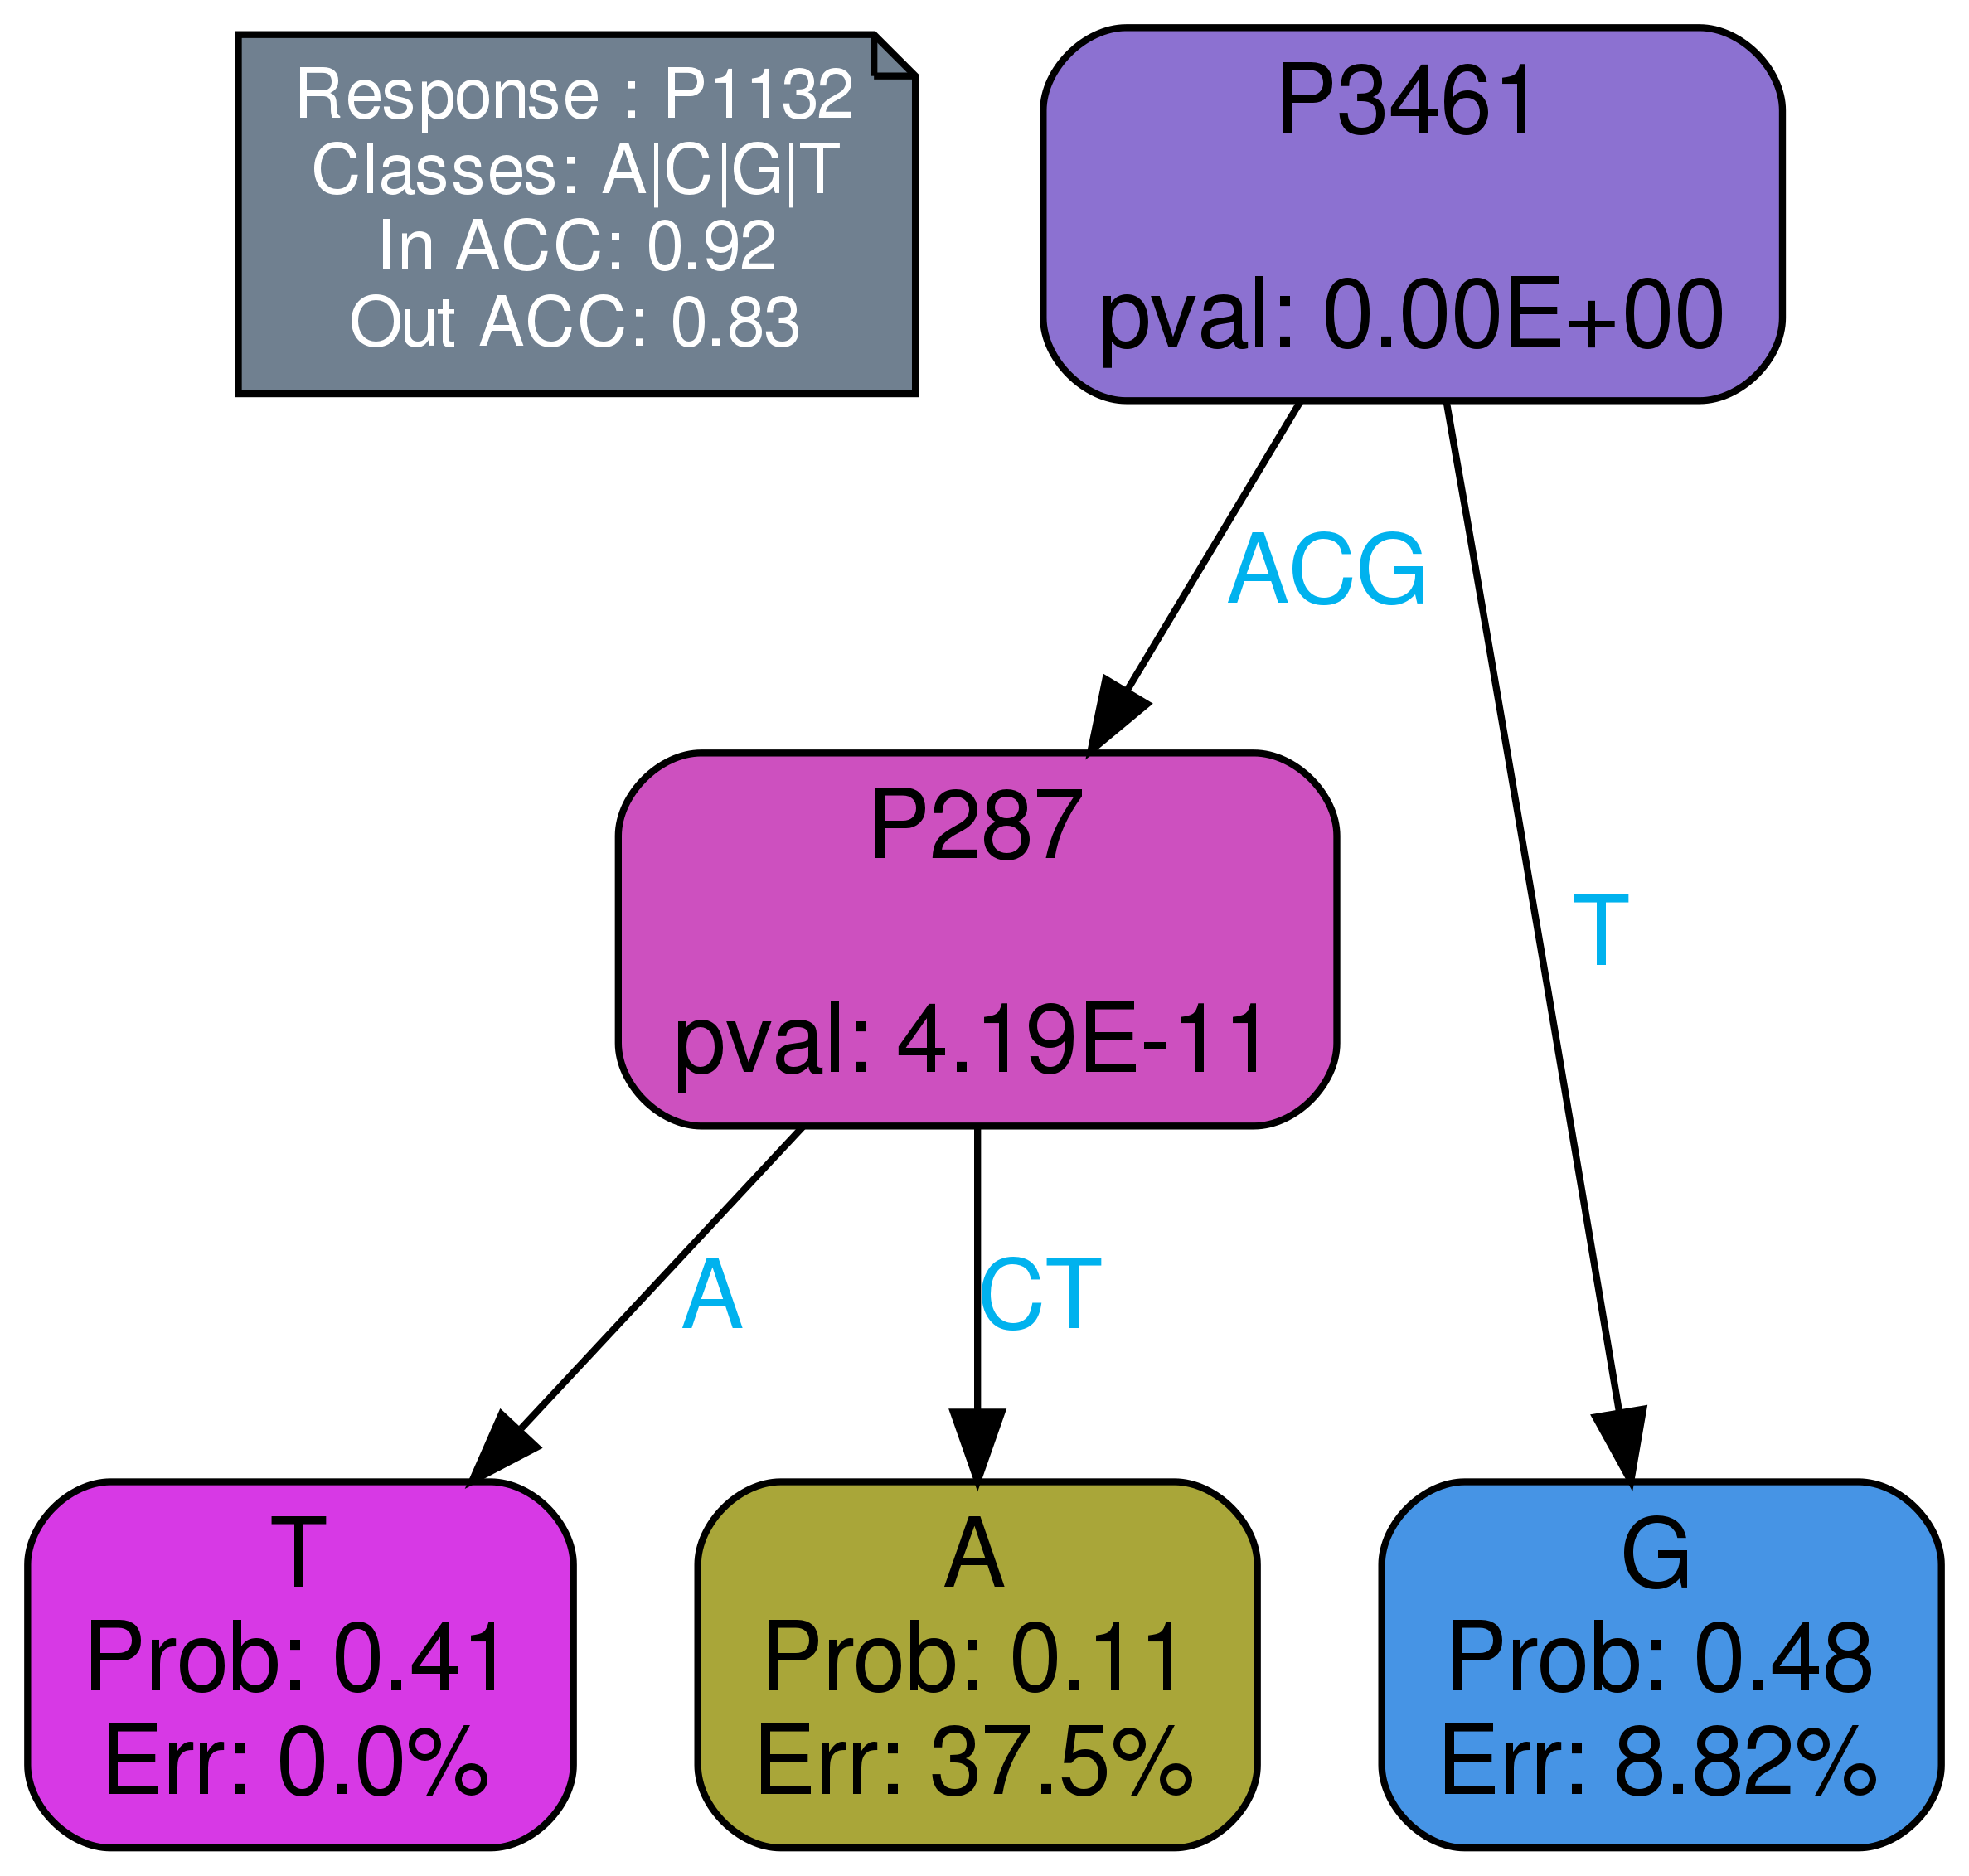 Response : P1132
Classes: A|C|G|T
In ACC: 0.92
Out ACC: 0.83
P3461
pval: 0.00E+00
ACG
T
P287
pval: 4.19E-11
A
CT
T
Prob: 0.41
Err: 0.0%
A
Prob: 0.11
Err: 37.5%
G
Prob: 0.48
Err: 8.82%